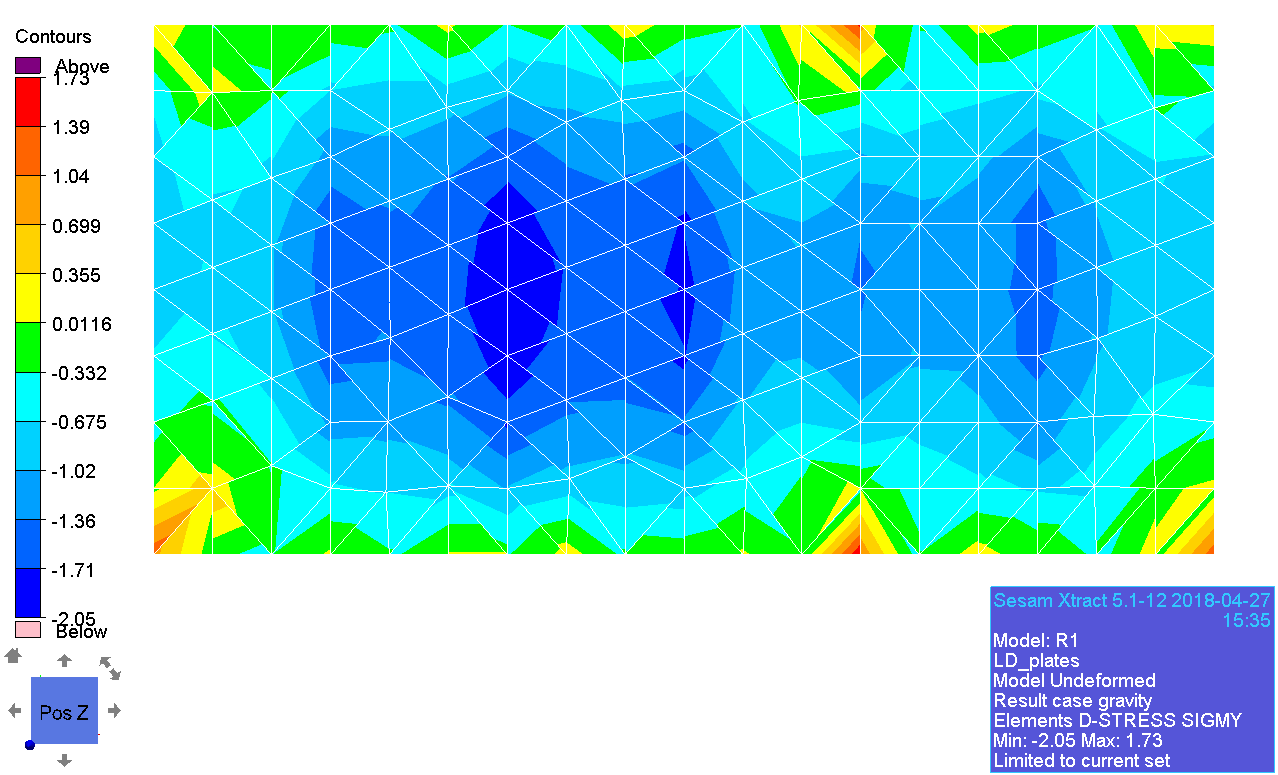 Contours
Above
1.73
1.39
1.04
0.699
0.355
0.0116
-0.332
-0.675
-1.02
-1.36
-1.71
-2.05
Below
Pos Z
Sesam Xtract 5.1-12 2018-04-27
15:35
Model: R1
LD_plates
Model Undeformed
Result case gravity
Elements D-STRESS SIGMY
Min: -2.05 Max: 1.73
Limited to current set